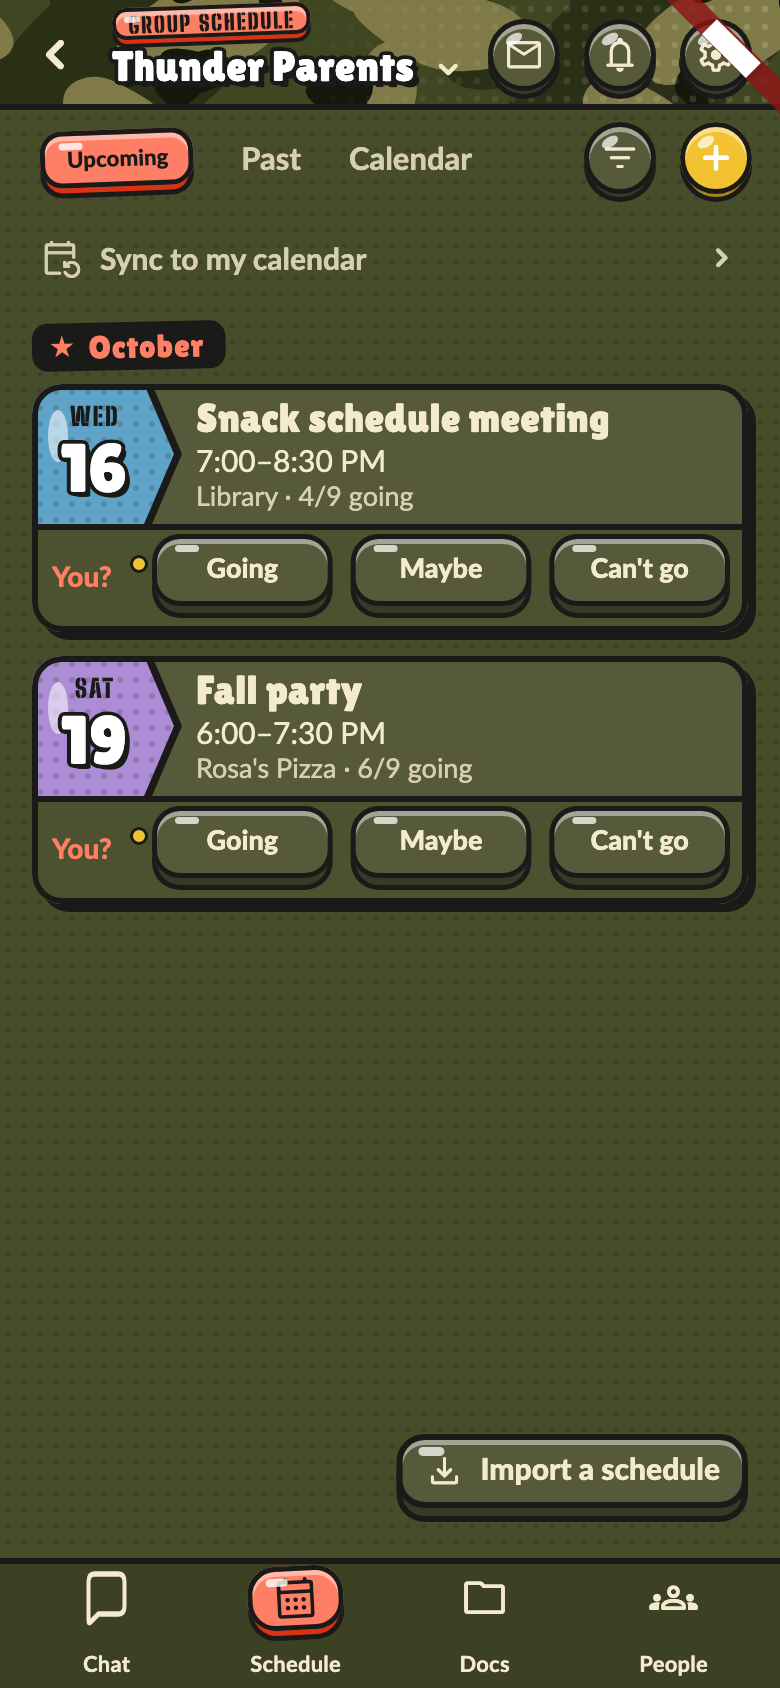 GROUP SCHEDULE
Thunder Parents
Upcoming
Past
Calendar
Sync to my calendar
★ October
WED
16
Snack schedule meeting
7:00–8:30 PM
Library · 4/9 going
You?
Going
Maybe
Can't go
SAT
19
Fall party
6:00–7:30 PM
Rosa's Pizza · 6/9 going
You?
Going
Maybe
Can't go
Import a schedule
Chat
Schedule
Docs
People